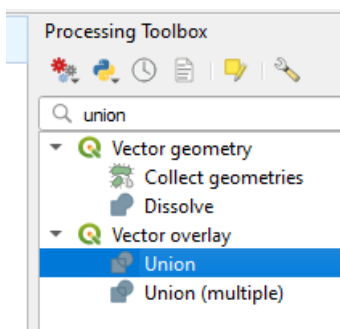 Processing Toolbox
union
Vector geometry
Collect geometries
Dissolve
Vector overlay
Union
Union (multiple)